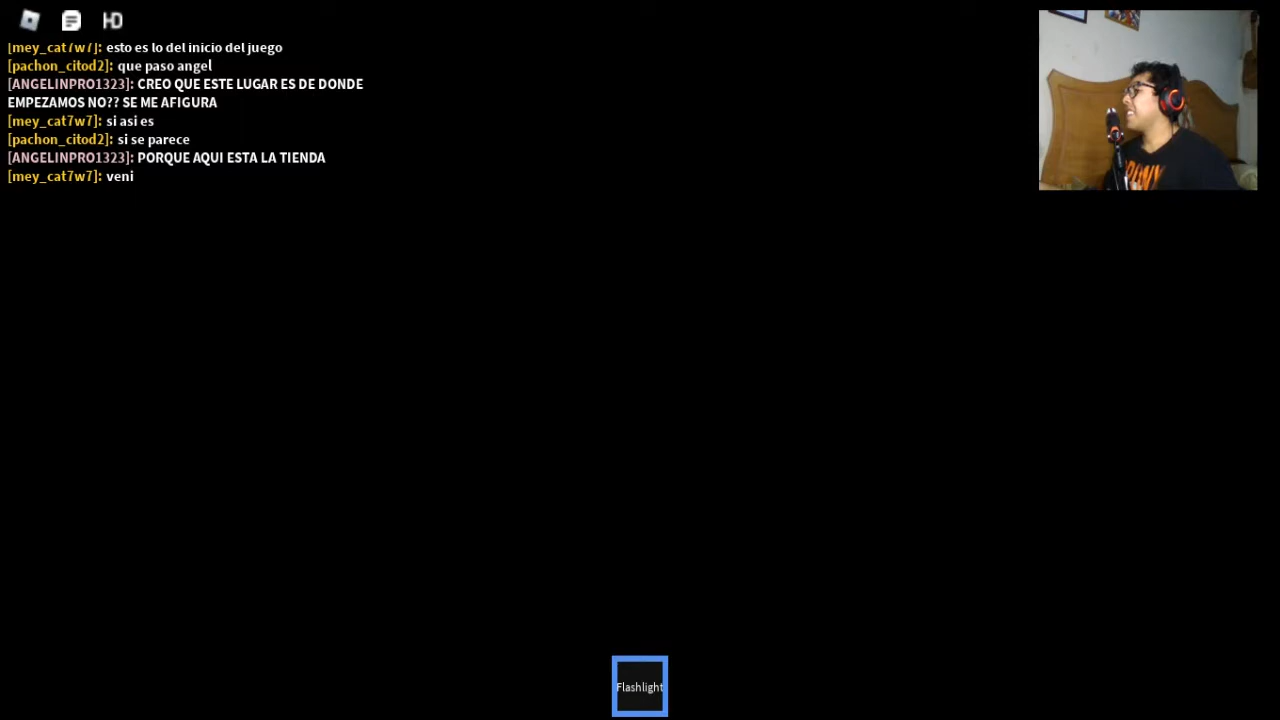 HD
[mey_cat7w7]: esto es lo del inicio del juego
[pachon_citod2]: que paso angel
[ANGELINPRO1323]: CREO QUE ESTE LUGAR ES DE DONDE
EMPEZAMOS NO?? SE ME AFIGURA
[mey_cat7w7]: si asi es
[pachon_citod2]: si se parece
[ANGELINPRO1323]: PORQUE AQUI ESTA LA TIENDA
[mey_cat7w7]: veni
Flashlight